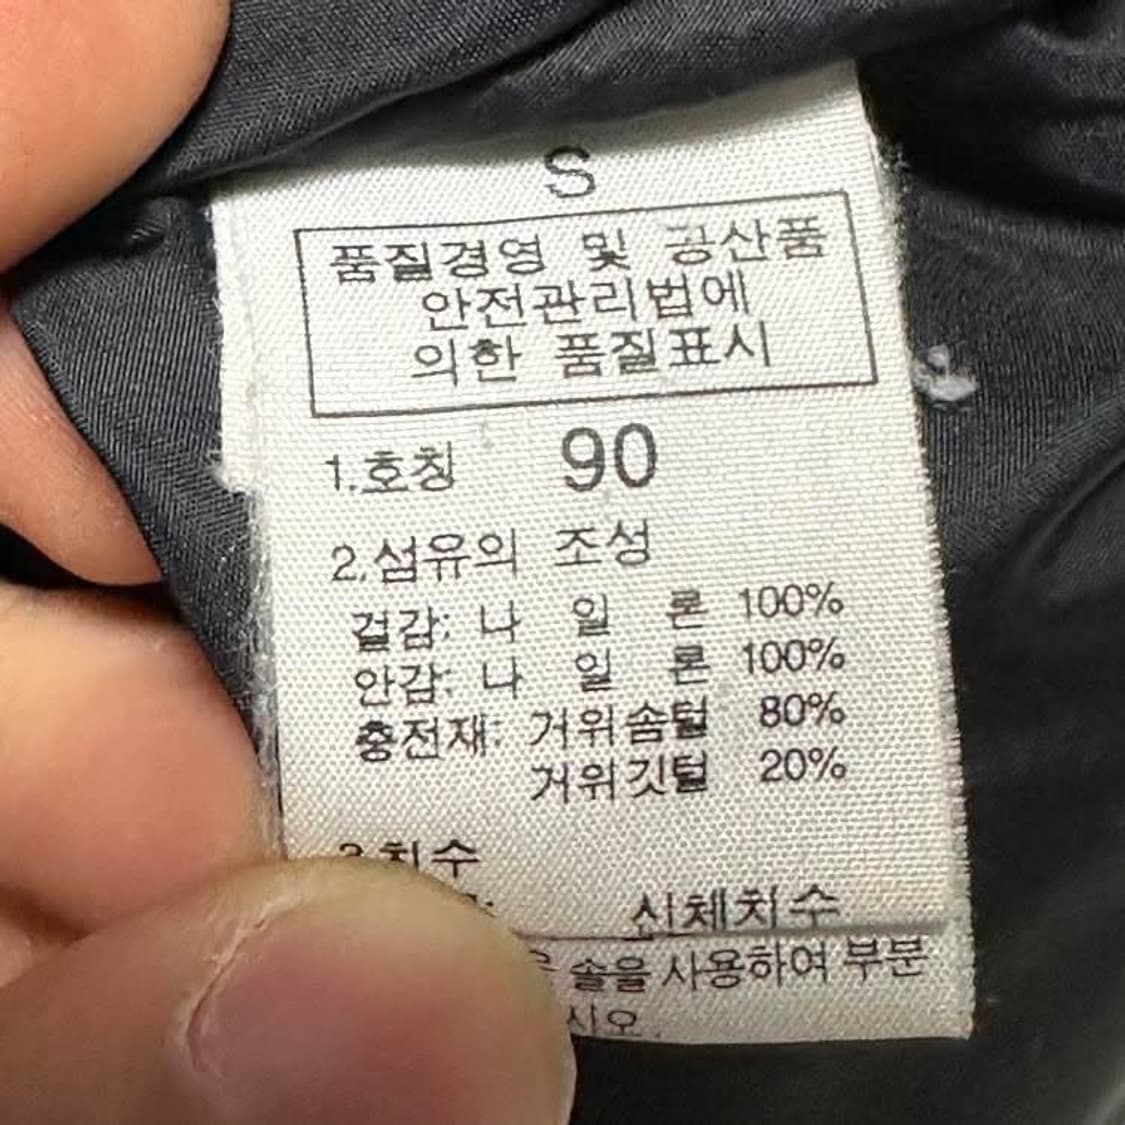 S
품질경영 및 공산품
안전관리법에
의한 품질표시
1.호칭 90
2.섬유의 조성
겉감: 나 일 론 100%
안감: 나 일 론 100%
충전재: 거위솜털 80%
거위깃털 20%
3.치수
신체치수
솔을 사용하여 부분
시오.